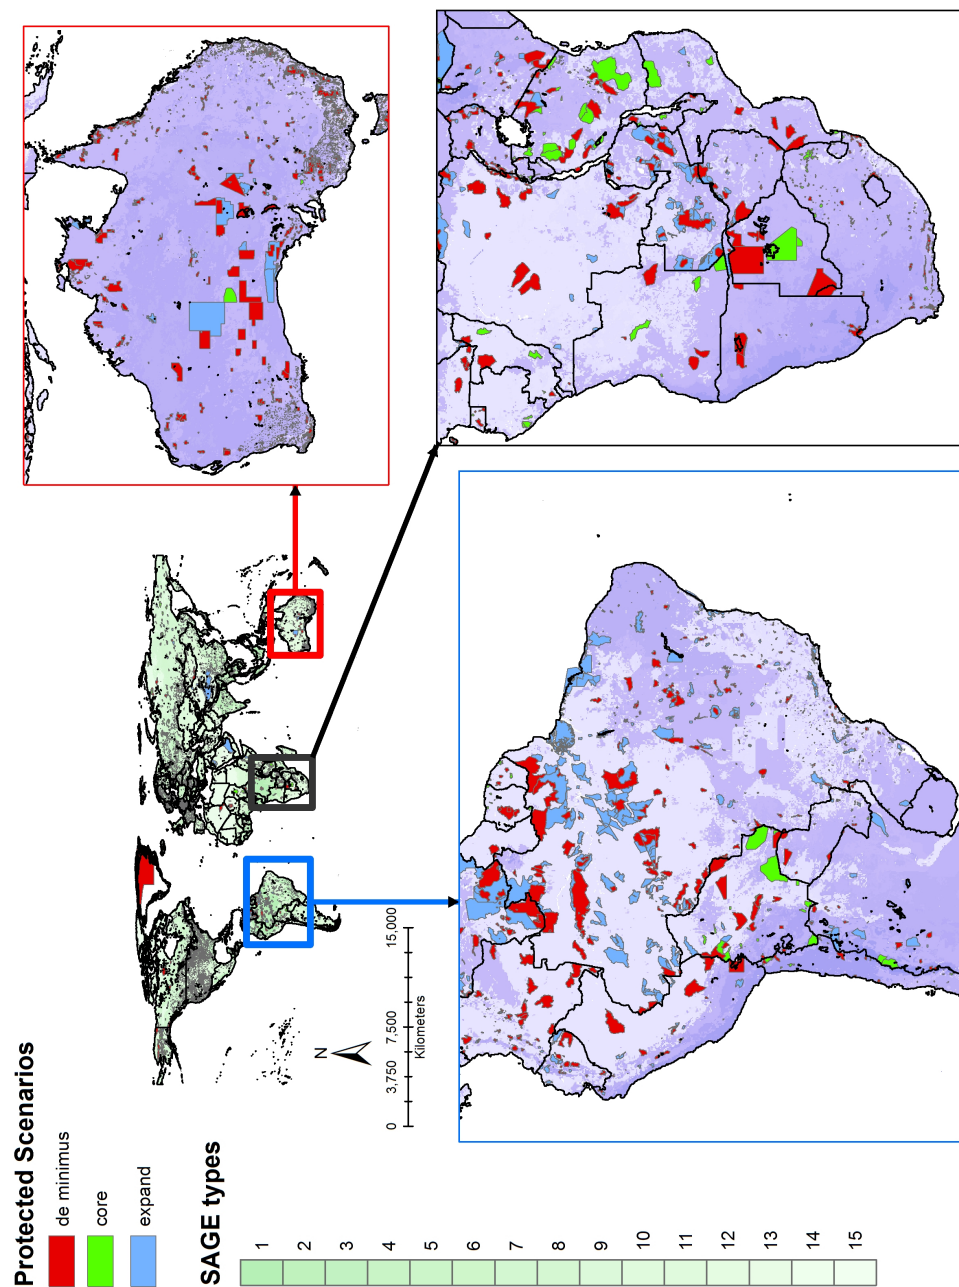 Protected Scenarios
de minimus
core
expand
SAGE types
1
2
3
4
5
6
7
8
9
10
11
12
13
14
15
N
0 3,750 7,500 15,000
Kilometers